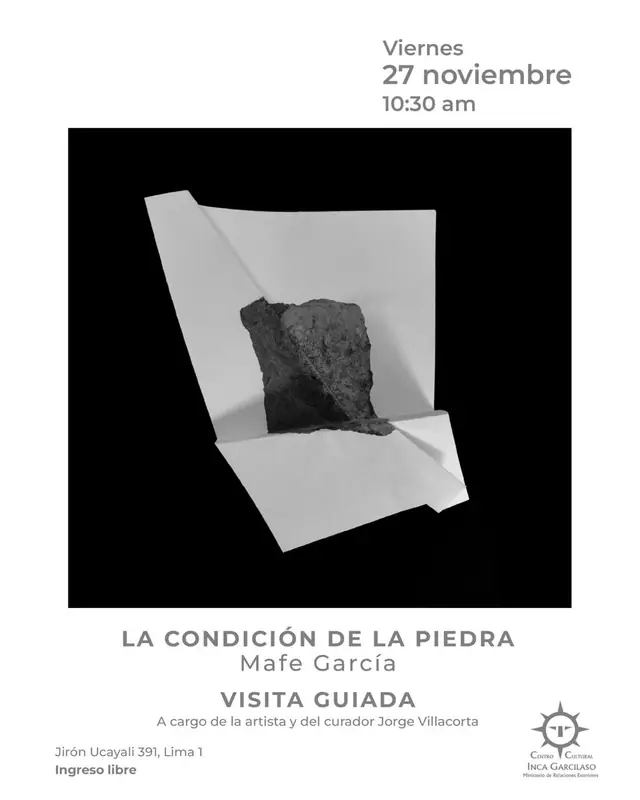 Viernes
27 noviembre
10:30 am
LA CONDICIÓN DE LA PIEDRA
Mafe García
VISITA GUIADA
A cargo de la artista y del curador Jorge Villacorta
Jirón Ucayali 391, Lima 1
Ingreso libre
CENTRO CULTURAL
INCA GARCILASO
Ministerio de Relaciones Exteriores